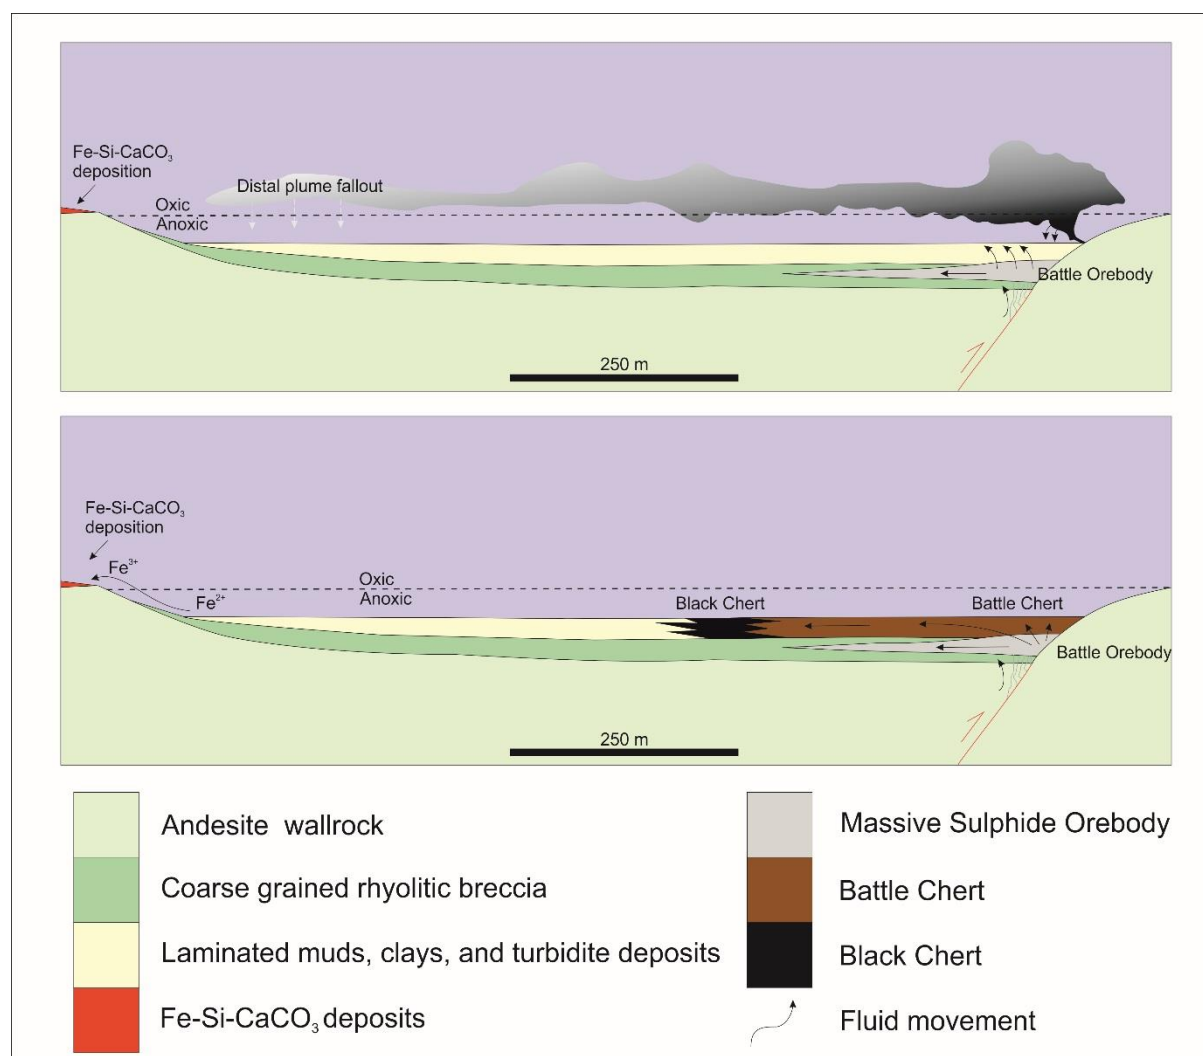 Fe-Si-CaCO₃
deposition
Distal plume fallout
Oxic
Anoxic
Battle Orebody
250 m
Fe-Si-CaCO₃
deposition
Fe³⁺
Oxic
Anoxic
Fe²⁺
Black Chert
Battle Chert
Battle Orebody
250 m
Andesite wallrock
Coarse grained rhyolitic breccia
Laminated muds, clays, and turbidite deposits
Fe-Si-CaCO₃ deposits
Massive Sulphide Orebody
Battle Chert
Black Chert
Fluid movement